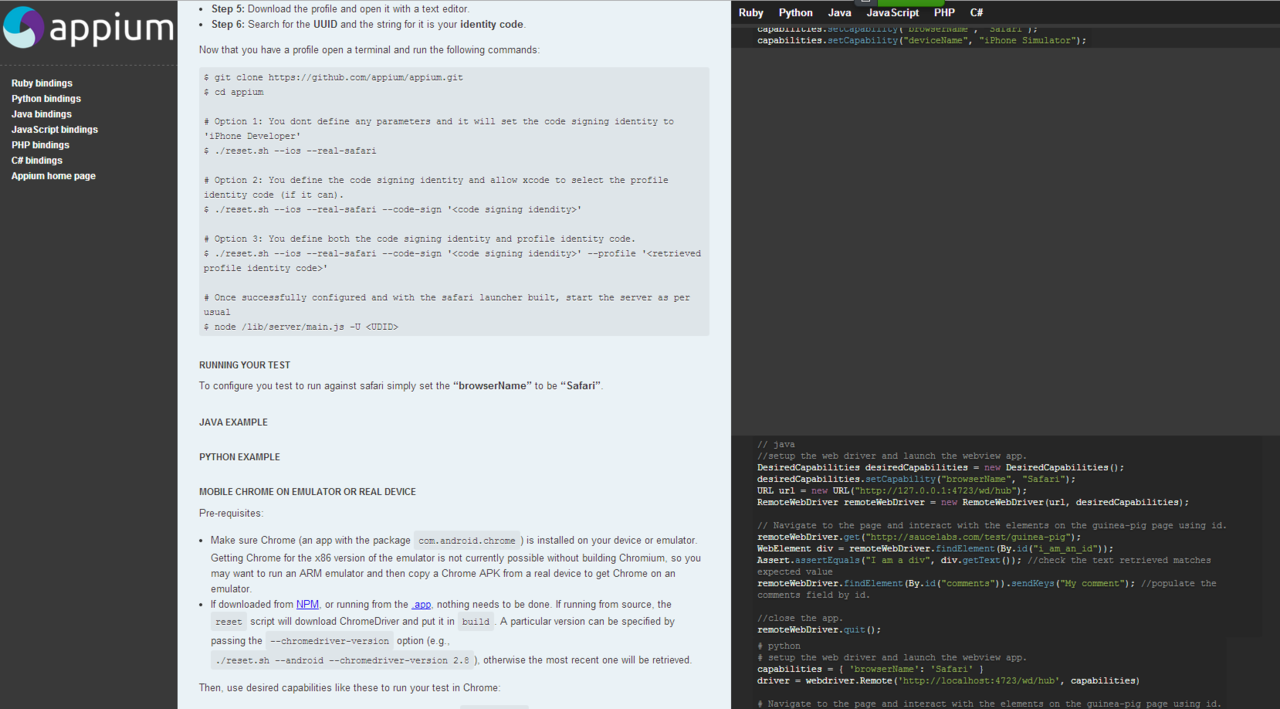 appium
Ruby bindings
Python bindings
Java bindings
JavaScript bindings
PHP bindings
C# bindings
Appium home page
• Step 5: Download the profile and open it with a text editor.
• Step 6: Search for the UUID and the string for it is your identity code.
Now that you have a profile open a terminal and run the following commands:
$ git clone https://github.com/appium/appium.git
$ cd appium
# Option 1: You dont define any parameters and it will set the code signing identity to
'iPhone Developer'
$ ./reset.sh --ios --real-safari
# Option 2: You define the code signing identity and allow xcode to select the profile
identity code (if it can).
$ ./reset.sh --ios --real-safari --code-sign '<code signing idendity>'
# Option 3: You define both the code signing identity and profile identity code.
$ ./reset.sh --ios --real-safari --code-sign '<code signing idendity>' --profile '<retrieved
profile identity code>'
# Once successfully configured and with the safari launcher built, start the server as per
usual
$ node /lib/server/main.js -U <UDID>
RUNNING YOUR TEST
To configure you test to run against safari simply set the “browserName” to be “Safari”.
JAVA EXAMPLE
PYTHON EXAMPLE
MOBILE CHROME ON EMULATOR OR REAL DEVICE
Pre-requisites:
• Make sure Chrome (an app with the package com.android.chrome ) is installed on your device or emulator.
Getting Chrome for the x86 version of the emulator is not currently possible without building Chromium, so you
may want to run an ARM emulator and then copy a Chrome APK from a real device to get Chrome on an
emulator.
• If downloaded from NPM, or running from the .app, nothing needs to be done. If running from source, the
reset script will download ChromeDriver and put it in build . A particular version can be specified by
passing the --chromedriver-version option (e.g.,
./reset.sh --android --chromedriver-version 2.8 ), otherwise the most recent one will be retrieved.
Then, use desired capabilities like these to run your test in Chrome:
Ruby Python Java JavaScript PHP C#
capabilities.setCapability("browserName", "Safari");
capabilities.setCapability("deviceName", "iPhone Simulator");
// java
//setup the web driver and launch the webview app.
DesiredCapabilities desiredCapabilities = new DesiredCapabilities();
desiredCapabilities.setCapability("browserName", "Safari");
URL url = new URL("http://127.0.0.1:4723/wd/hub");
RemoteWebDriver remoteWebDriver = new RemoteWebDriver(url, desiredCapabilities);
// Navigate to the page and interact with the elements on the guinea-pig page using id.
remoteWebDriver.get("http://saucelabs.com/test/guinea-pig");
WebElement div = remoteWebDriver.findElement(By.id("i_am_an_id"));
Assert.assertEquals("I am a div", div.getText()); //check the text retrieved matches
expected value
remoteWebDriver.findElement(By.id("comments")).sendKeys("My comment"); //populate the
comments field by id.
//close the app.
remoteWebDriver.quit();
# python
# setup the web driver and launch the webview app.
capabilities = { 'browserName': 'Safari' }
driver = webdriver.Remote('http://localhost:4723/wd/hub', capabilities)
# Navigate to the page and interact with the elements on the guinea-pig page using id.